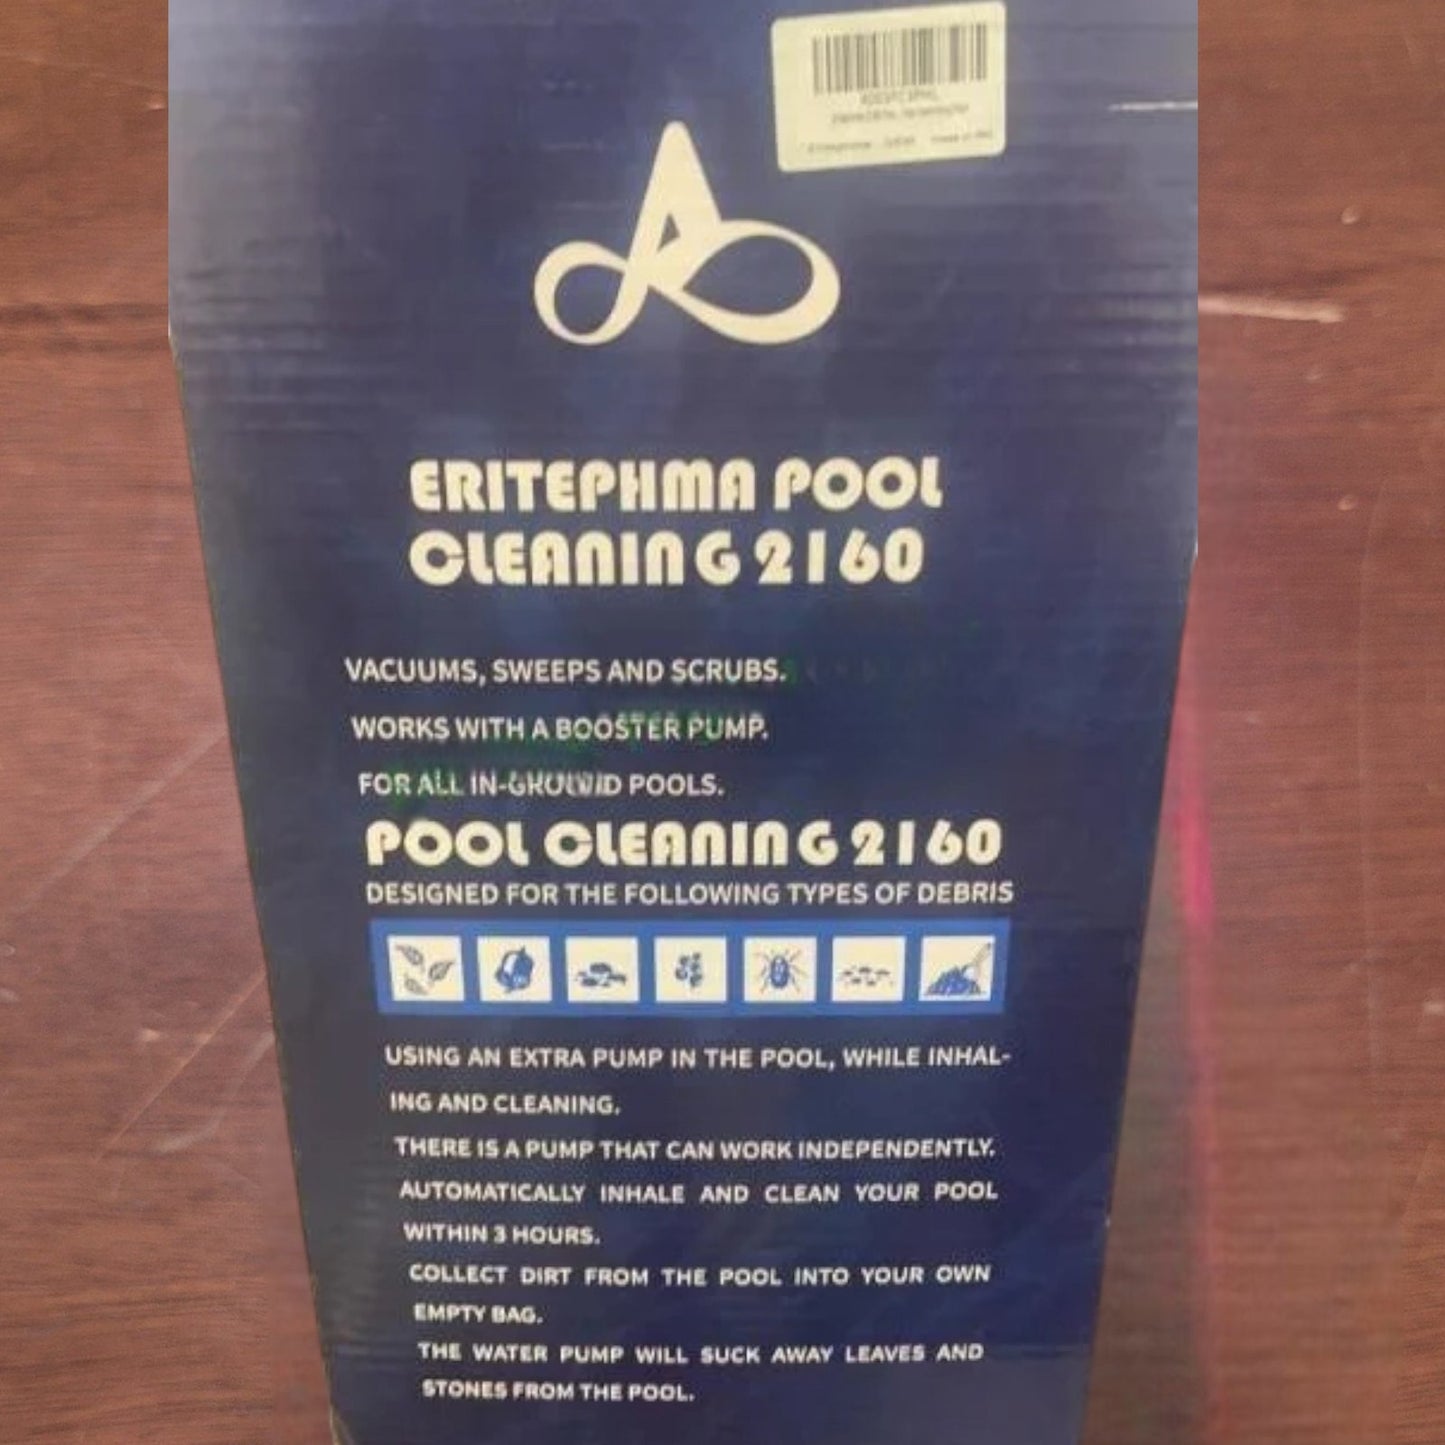 ERITEPHMA POOL
CLEANING 2160
VACUUMS, SWEEPS AND SCRUBS.
WORKS WITH A BOOSTER PUMP.
FOR ALL IN-GROUND POOLS.
POOL CLEANING 2160
DESIGNED FOR THE FOLLOWING TYPES OF DEBRIS
USING AN EXTRA PUMP IN THE POOL, WHILE INHAL-
ING AND CLEANING.
THERE IS A PUMP THAT CAN WORK INDEPENDENTLY.
AUTOMATICALLY INHALE AND CLEAN YOUR POOL
WITHIN 3 HOURS.
COLLECT DIRT FROM THE POOL INTO YOUR OWN
EMPTY BAG.
THE WATER PUMP WILL SUCK AWAY LEAVES AND
STONES FROM THE POOL.